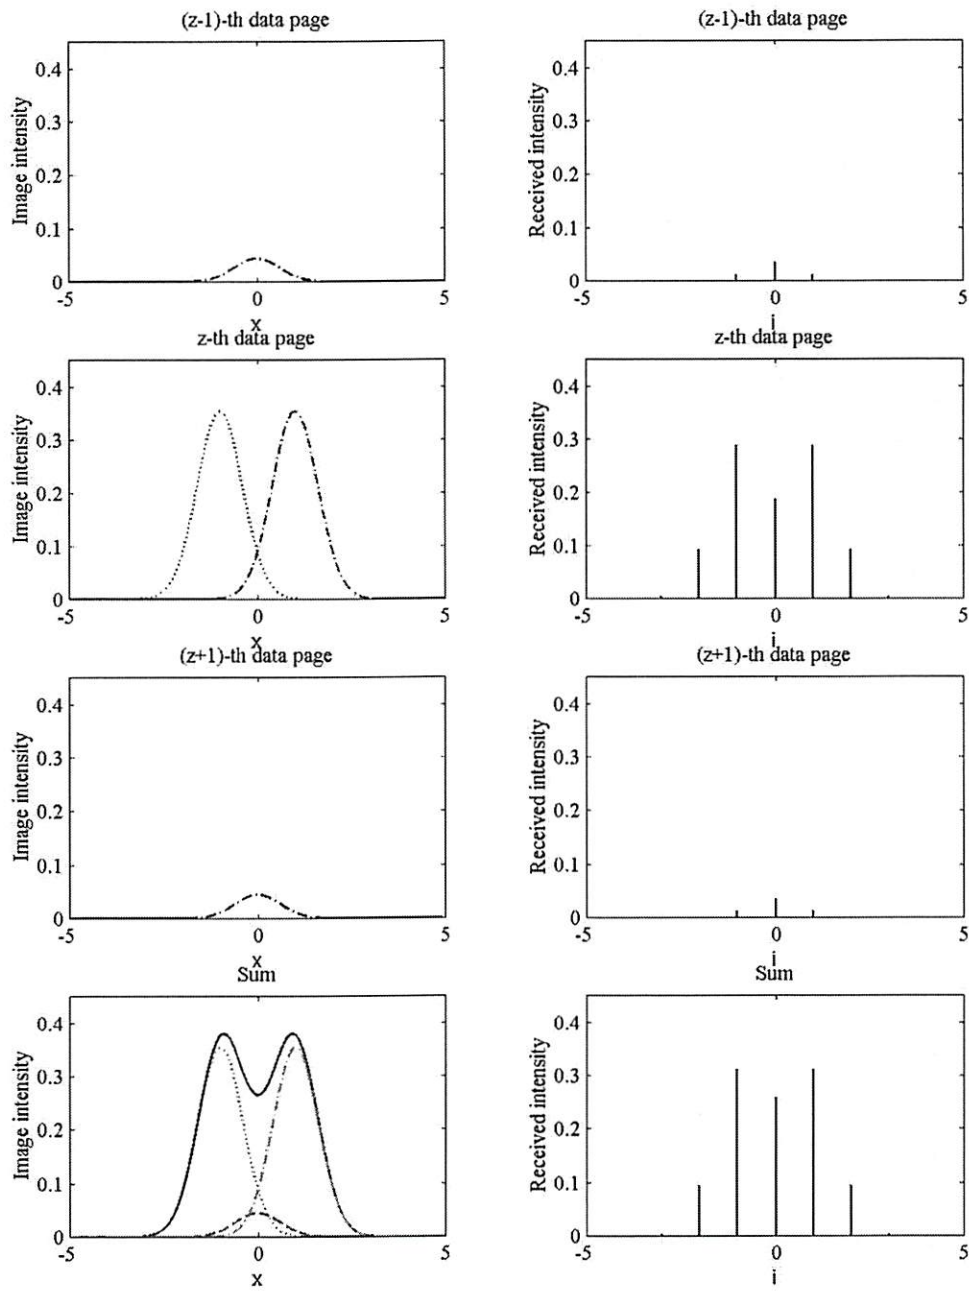 (z-1)-th data page
(z-1)-th data page
Image intensity
0.4
0.3
0.2
0.1
0
-5
0
5
x
Received intensity
0.4
0.3
0.2
0.1
0
-5
0
5
i
z-th data page
z-th data page
Image intensity
0.4
0.3
0.2
0.1
0
-5
0
5
x
Received intensity
0.4
0.3
0.2
0.1
0
-5
0
5
i
(z+1)-th data page
(z+1)-th data page
Image intensity
0.4
0.3
0.2
0.1
0
-5
0
5
x
Received intensity
0.4
0.3
0.2
0.1
0
-5
0
5
i
Sum
Sum
Image intensity
0.4
0.3
0.2
0.1
0
-5
0
5
x
Received intensity
0.4
0.3
0.2
0.1
0
-5
0
5
i